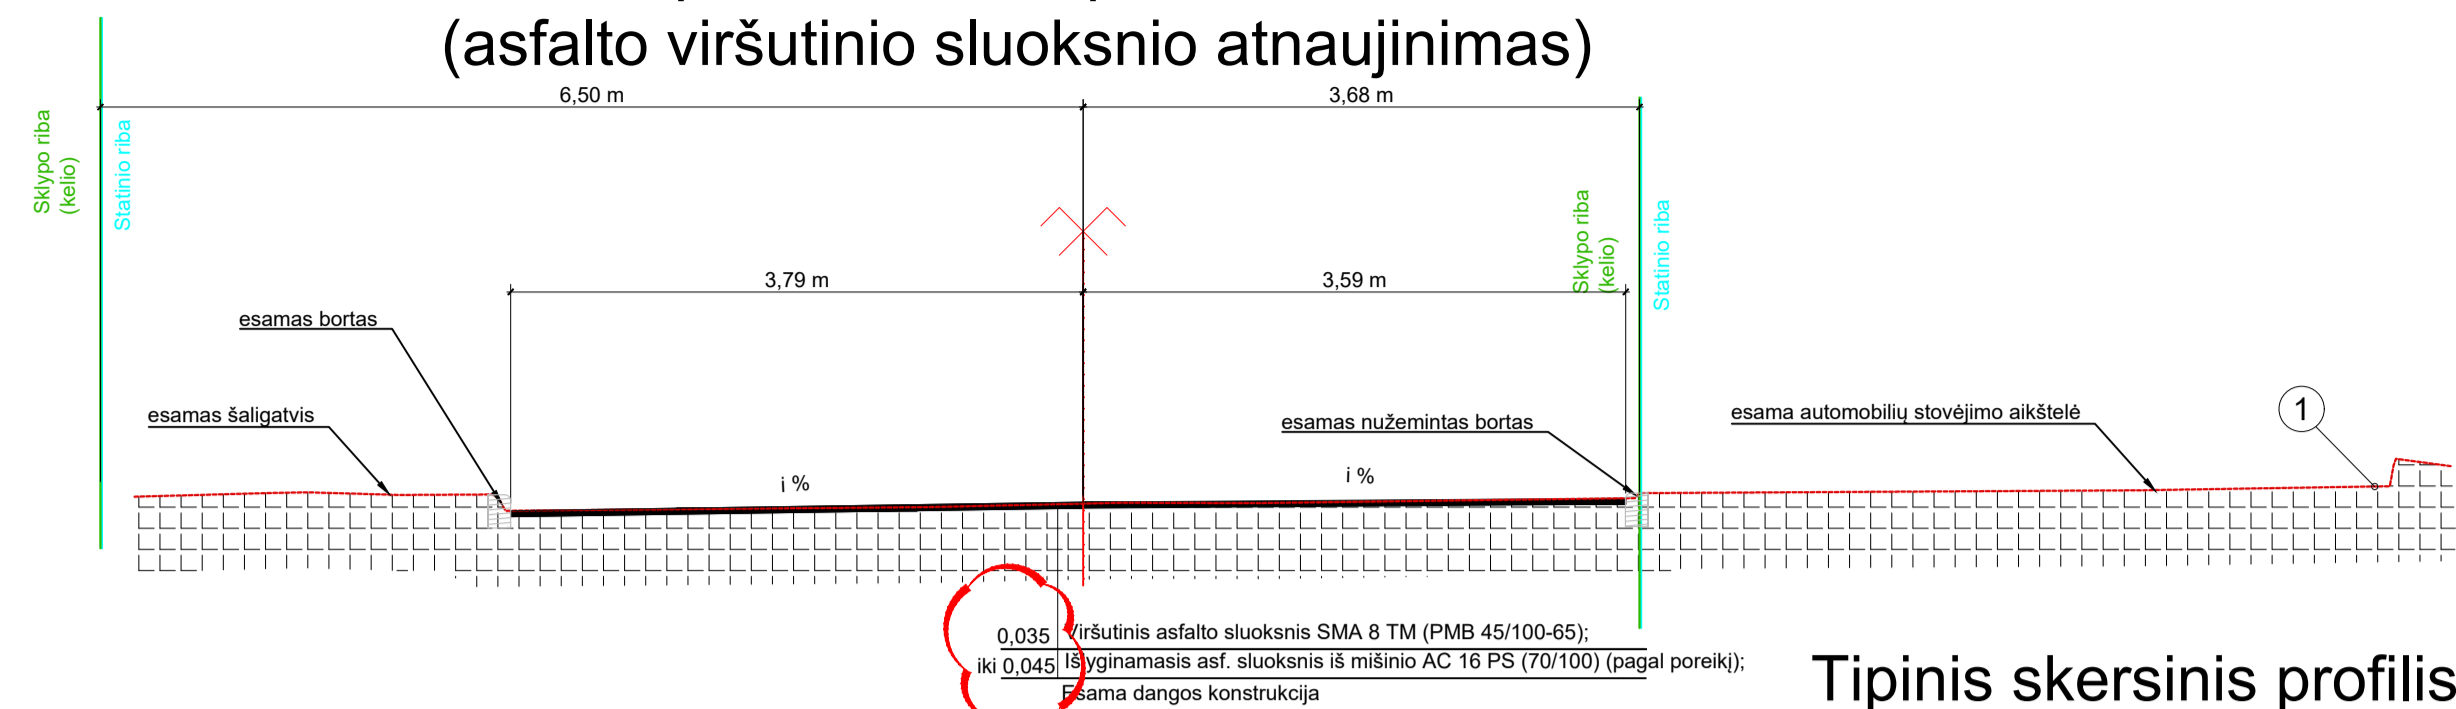 (asfalto viršutinio sluoksnio atnaujinimas)
6,50 m
3,68 m
Sklypo riba
(kelio)
Statinio riba
Sklypo riba
(kelio)
Statinio riba
3,79 m
3,59 m
esamas bortas
esamas šaligatvis
esamas nužemintas bortas
esama automobilių stovėjimo aikštelė
1
i %
i %
0,035 Viršutinis asfalto sluoksnis SMA 8 TM (PMB 45/100-65);
iki 0,045 Išlyginamasis asf. sluoksnis iš mišinio AC 16 PS (70/100) (pagal poreikį);
Esama dangos konstrukcija
Tipinis skersinis profilis